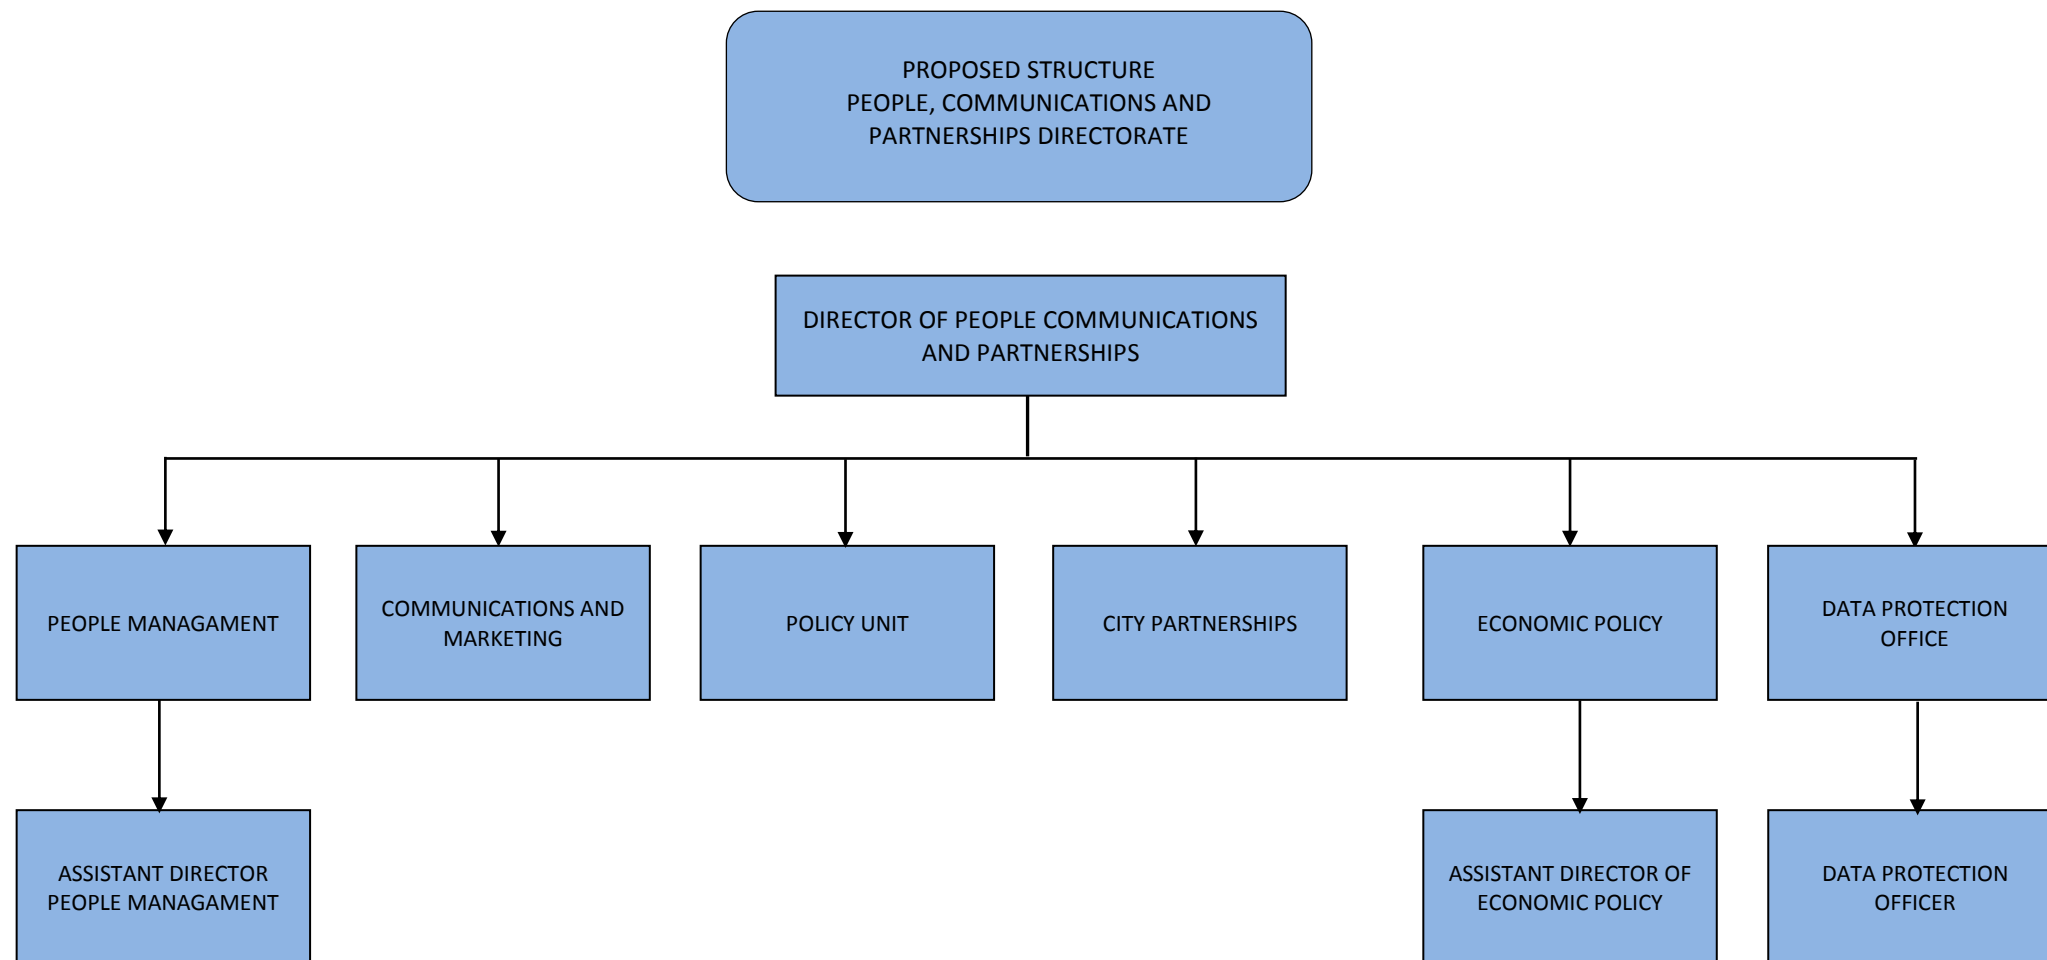 PROPOSED STRUCTURE
PEOPLE, COMMUNICATIONS AND
PARTNERSHIPS DIRECTORATE
DIRECTOR OF PEOPLE COMMUNICATIONS
AND PARTNERSHIPS
PEOPLE MANAGAMENT
COMMUNICATIONS AND
MARKETING
POLICY UNIT
CITY PARTNERSHIPS
ECONOMIC POLICY
DATA PROTECTION
OFFICE
ASSISTANT DIRECTOR
PEOPLE MANAGAMENT
ASSISTANT DIRECTOR OF
ECONOMIC POLICY
DATA PROTECTION
OFFICER